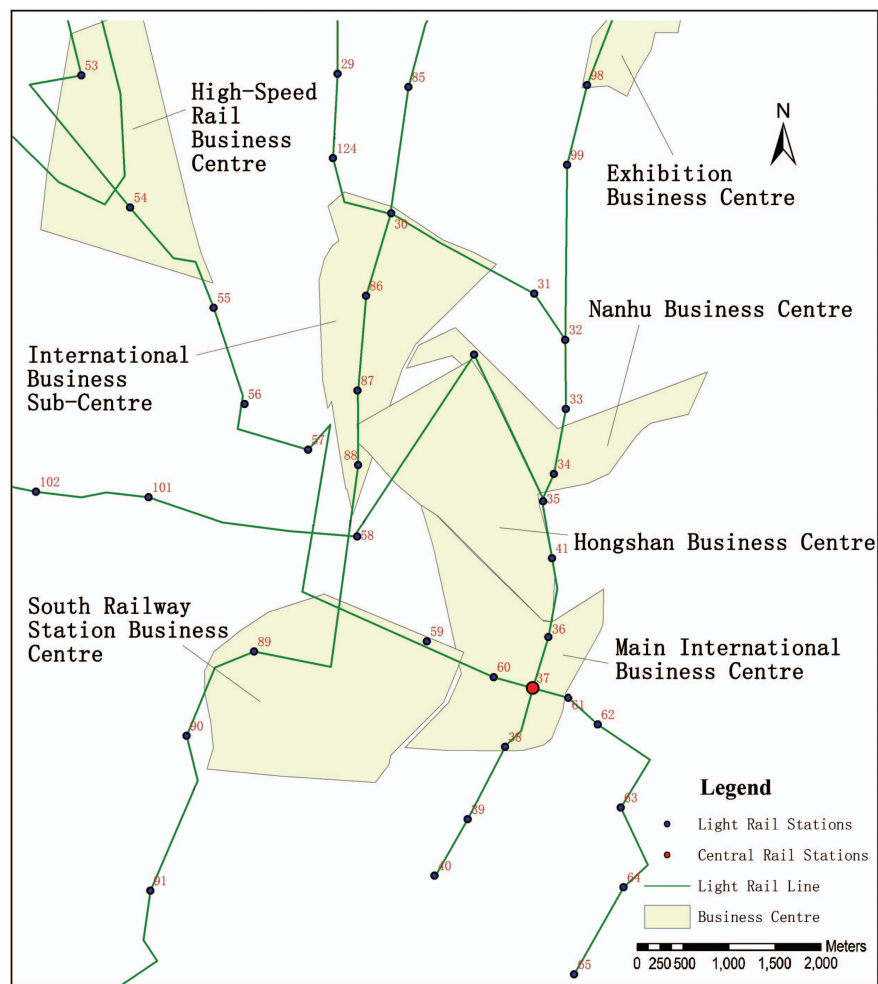 53
29
85
98
High-Speed
Rail
Business
Centre
N
124
99
Exhibition
Business Centre
54
30
86
31
55
32
Nanhu Business Centre
International
Business
Sub-Centre
87
56
33
57
88
34
102
101
35
58
41
Hongshan Business Centre
South Railway
Station Business
Centre
89
59
36
Main International
Business Centre
60
37
61
62
90
38
63
39
40
64
91
65
Legend
Light Rail Stations
Central Rail Stations
Light Rail Line
Business Centre
Meters
0 250 500 1,000 1,500 2,000